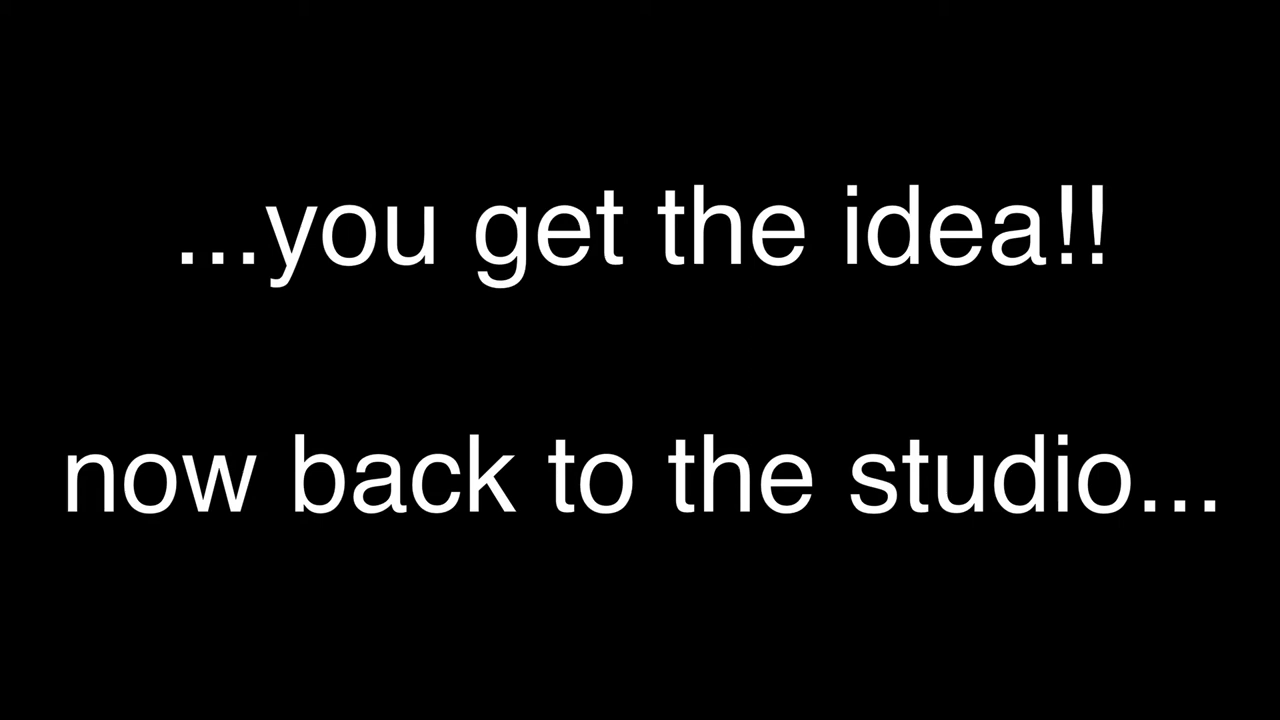 ...you get the idea!!
now back to the studio...